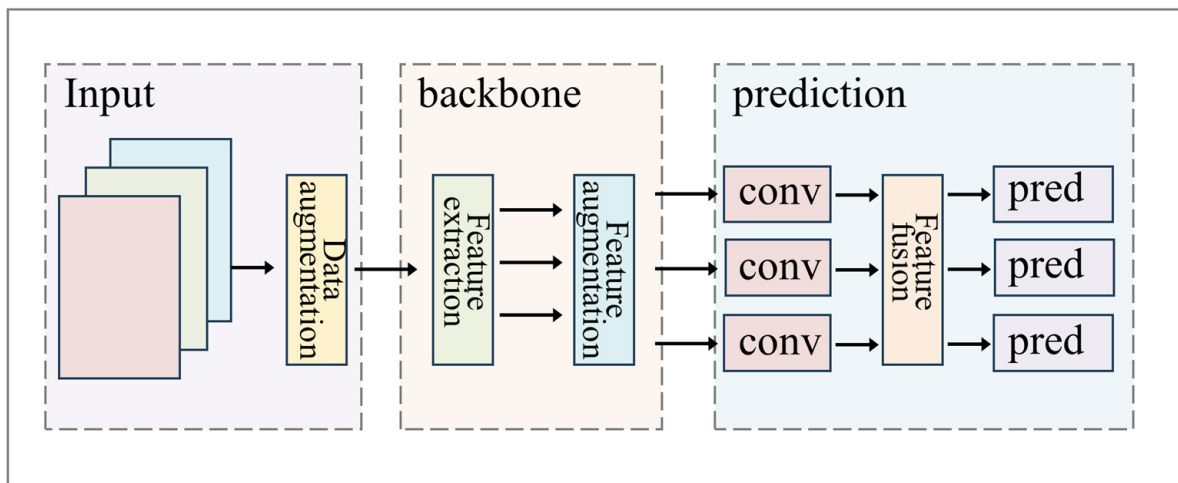 Input
backbone
prediction
Data
augmentation
Feature
extraction
Feature
augmentation
conv
conv
conv
Feature
fusion
pred
pred
pred